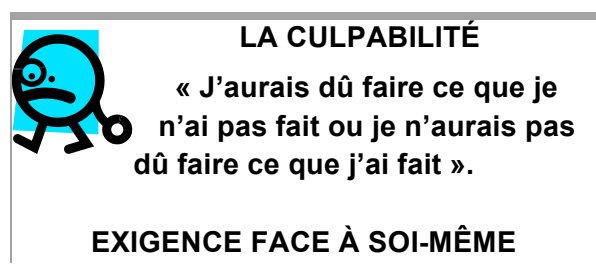 LA CULPABILITÉ
« J’aurais dû faire ce que je
n’ai pas fait ou je n’aurais pas
dû faire ce que j’ai fait ».
EXIGENCE FACE À SOI-MÊME